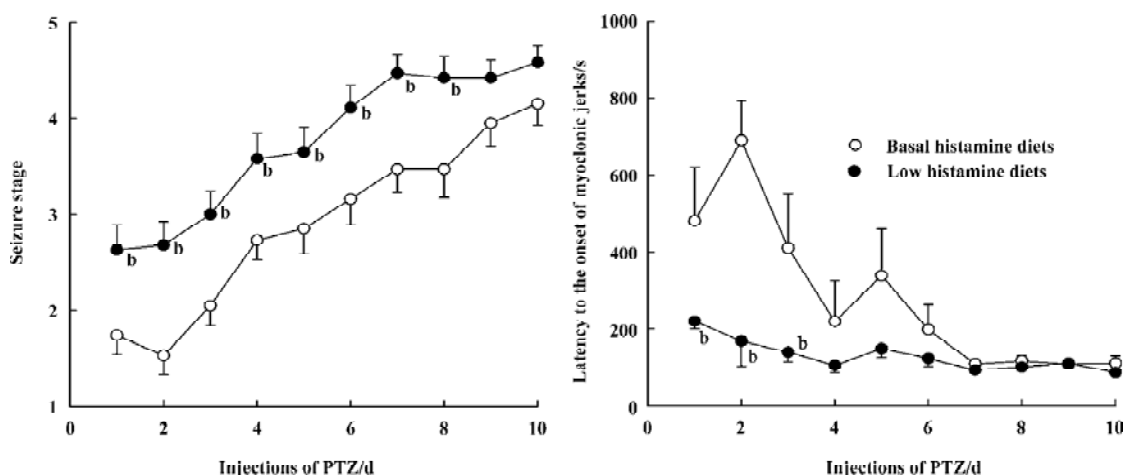 5
4
3
2
1
0
2
4
6
8
10
Seizure stage
Injections of PTZ/d
b
b
b
b
b
b
b
b
1000
800
600
400
200
0
0
2
4
6
8
10
Latency to the onset of myoclonic jerks/s
Injections of PTZ/d
Basal histamine diets
Low histamine diets
b
b
b